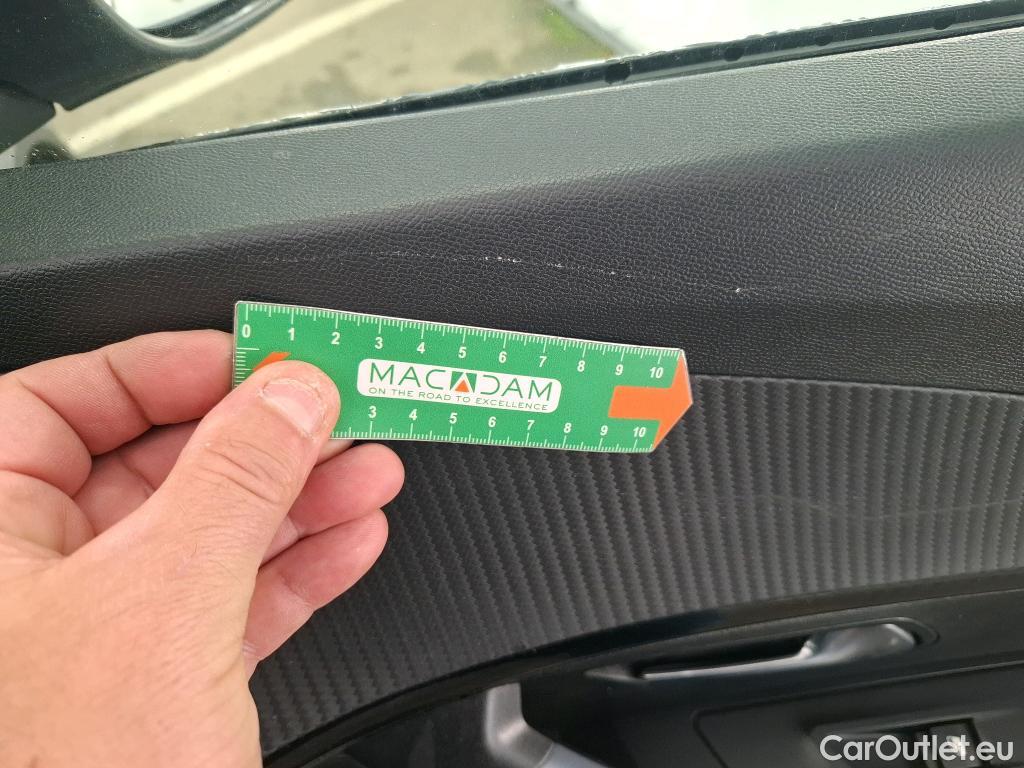 0 1 2 3 4 5 6 7 8 9 10
MACADAM
ON THE ROAD TO EXCELLENCE
3 4 5 6 7 8 9 10
CarOutlet.eu